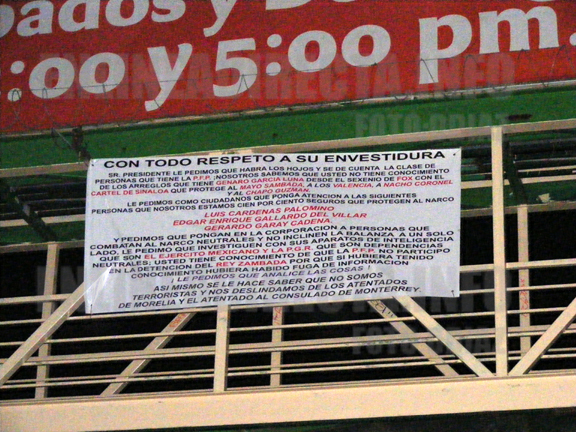 bados y Do
:00 y 5:00 pm.
CON TODO RESPETO A SU ENVESTIDURA
SR. PRESIDENTE LE PEDIMOS QUE HABRA LOS HOJOS Y SE DE CUENTA LA CLASE DE
PERSONAS QUE TIENE LA P.F.P. NOSOTROS SABEMOS QUE USTED NO TIENE CONOCIMIENTO
DE LOS ARREGLOS QUE TIENE GENARO GARCIA LUNA DESDE EL SEXENIO DE FOX CON EL
CARTEL DE SINALOA QUE PROTEGE AL MAYO SAMBADA, A LOS VALENCIA, A NACHO CORONEL
Y AL CHAPO GUZMAN.
LE PEDIMOS COMO CIUDADANOS QUE PONGA ATENCION A LAS SIGUIENTES
PERSONAS QUE NOSOTROS ESTAMOS CIEN PORCIENTO SEGUROS QUE PROTEGEN AL NARCO
LUIS CARDENAS PALOMINO
EDGAR ENRIQUE GALLARDO DEL VILLAR
GERARDO GARAY CADENA.
Y PEDIMOS QUE PONGAN EN LA CORPORACION A PERSONAS QUE
COMBATAN AL NARCO NEUTRALES Y NO INCLINEN LA BALANZA A UN SOLO
LADO, LE PEDIMO QUE INVESTIGUEN CON SUS APARATOS DE INTELIGENCIA
QUE SON EL EJERCITO MEXICANO Y LA P.G.R. QUE SON DEPENDENCIAS
NEUTRALES; USTED TIENE CONOCIMIENTO DE QUE LA P.F.P. NO PARTICIPO
EN LA DETENCION DEL REY ZAMBADA POR QUE SI HUBIERA TENIDO
CONOCIMIENTO HUBIERA HABIDO FUGA DE INFORMACION
¡ LE PEDIMOS QUE ANALICE LAS COSAS !
ASI MISMO SE LE HACE SABER QUE NO SOMOS
TERRORISTAS Y NOS DESLINDAMOS DE LOS ATENTADOS
DE MORELIA Y EL ATENTADO AL CONSULADO DE MONTERREY.